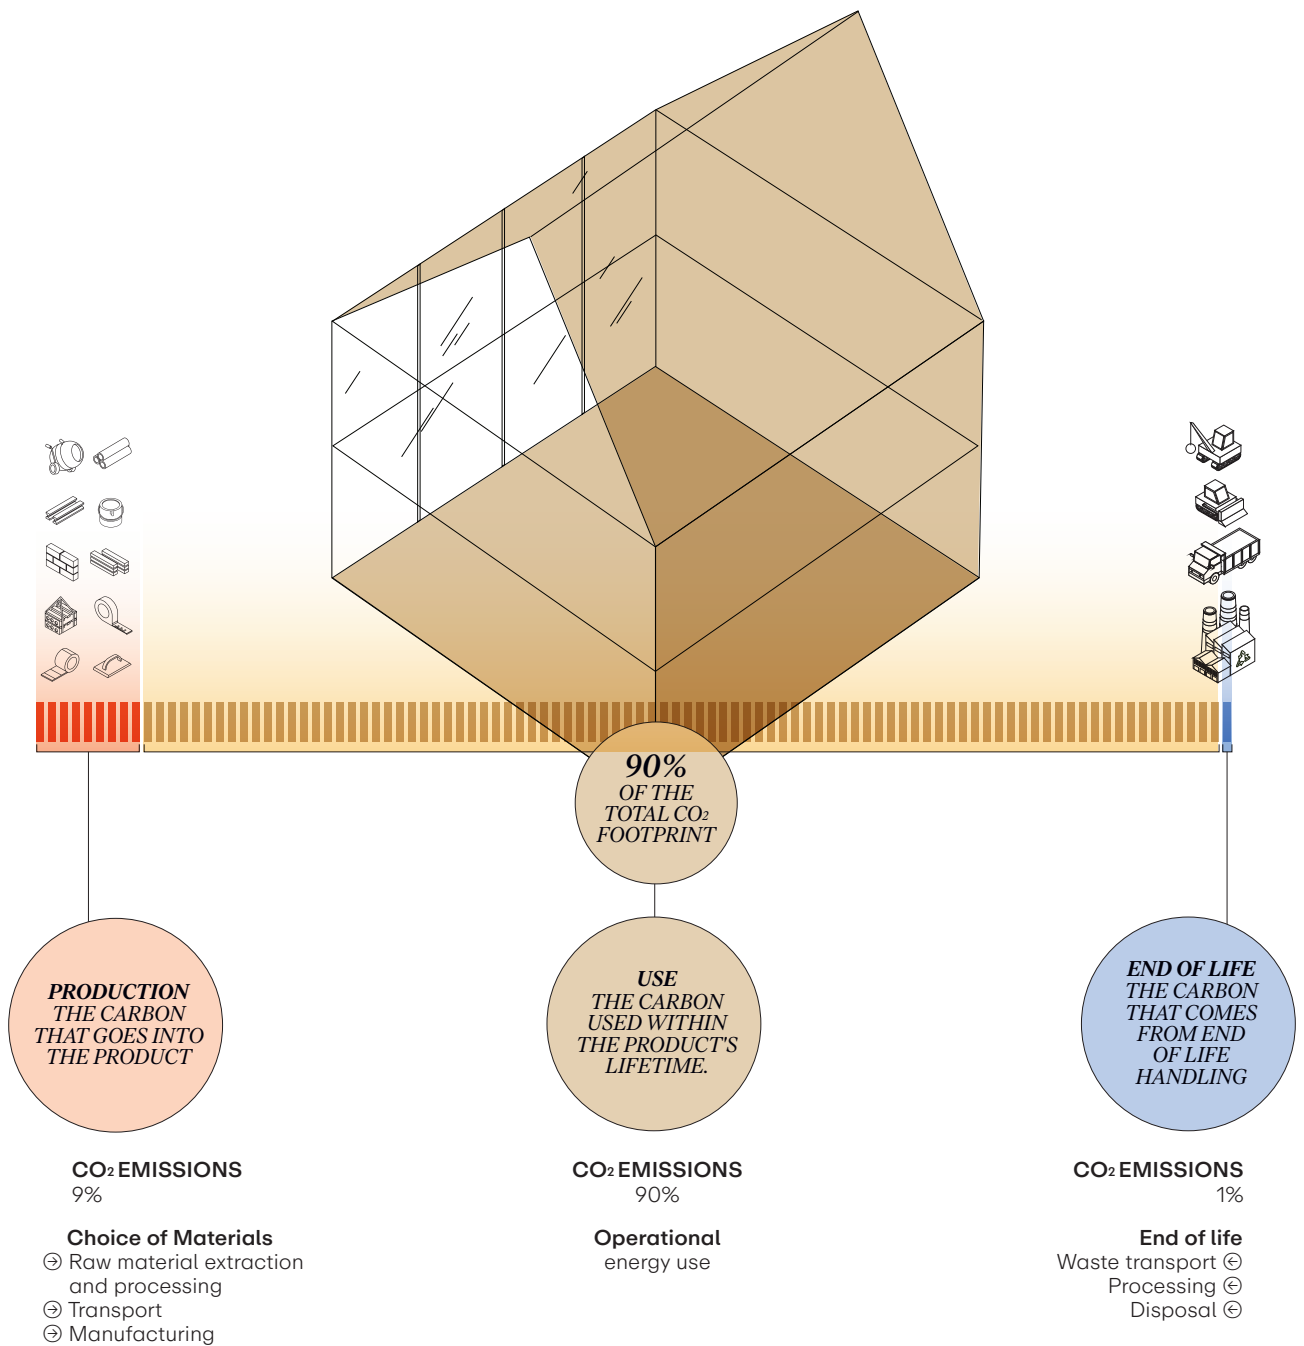 90%
OF THE
TOTAL CO₂
FOOTPRINT
PRODUCTION
THE CARBON
THAT GOES INTO
THE PRODUCT
USE
THE CARBON
USED WITHIN
THE PRODUCT'S
LIFETIME.
END OF LIFE
THE CARBON
THAT COMES
FROM END
OF LIFE
HANDLING
CO₂ EMISSIONS
9%
Choice of Materials
Raw material extraction
and processing
Transport
Manufacturing
CO₂ EMISSIONS
90%
Operational
energy use
CO₂ EMISSIONS
1%
End of life
Waste transport
Processing
Disposal